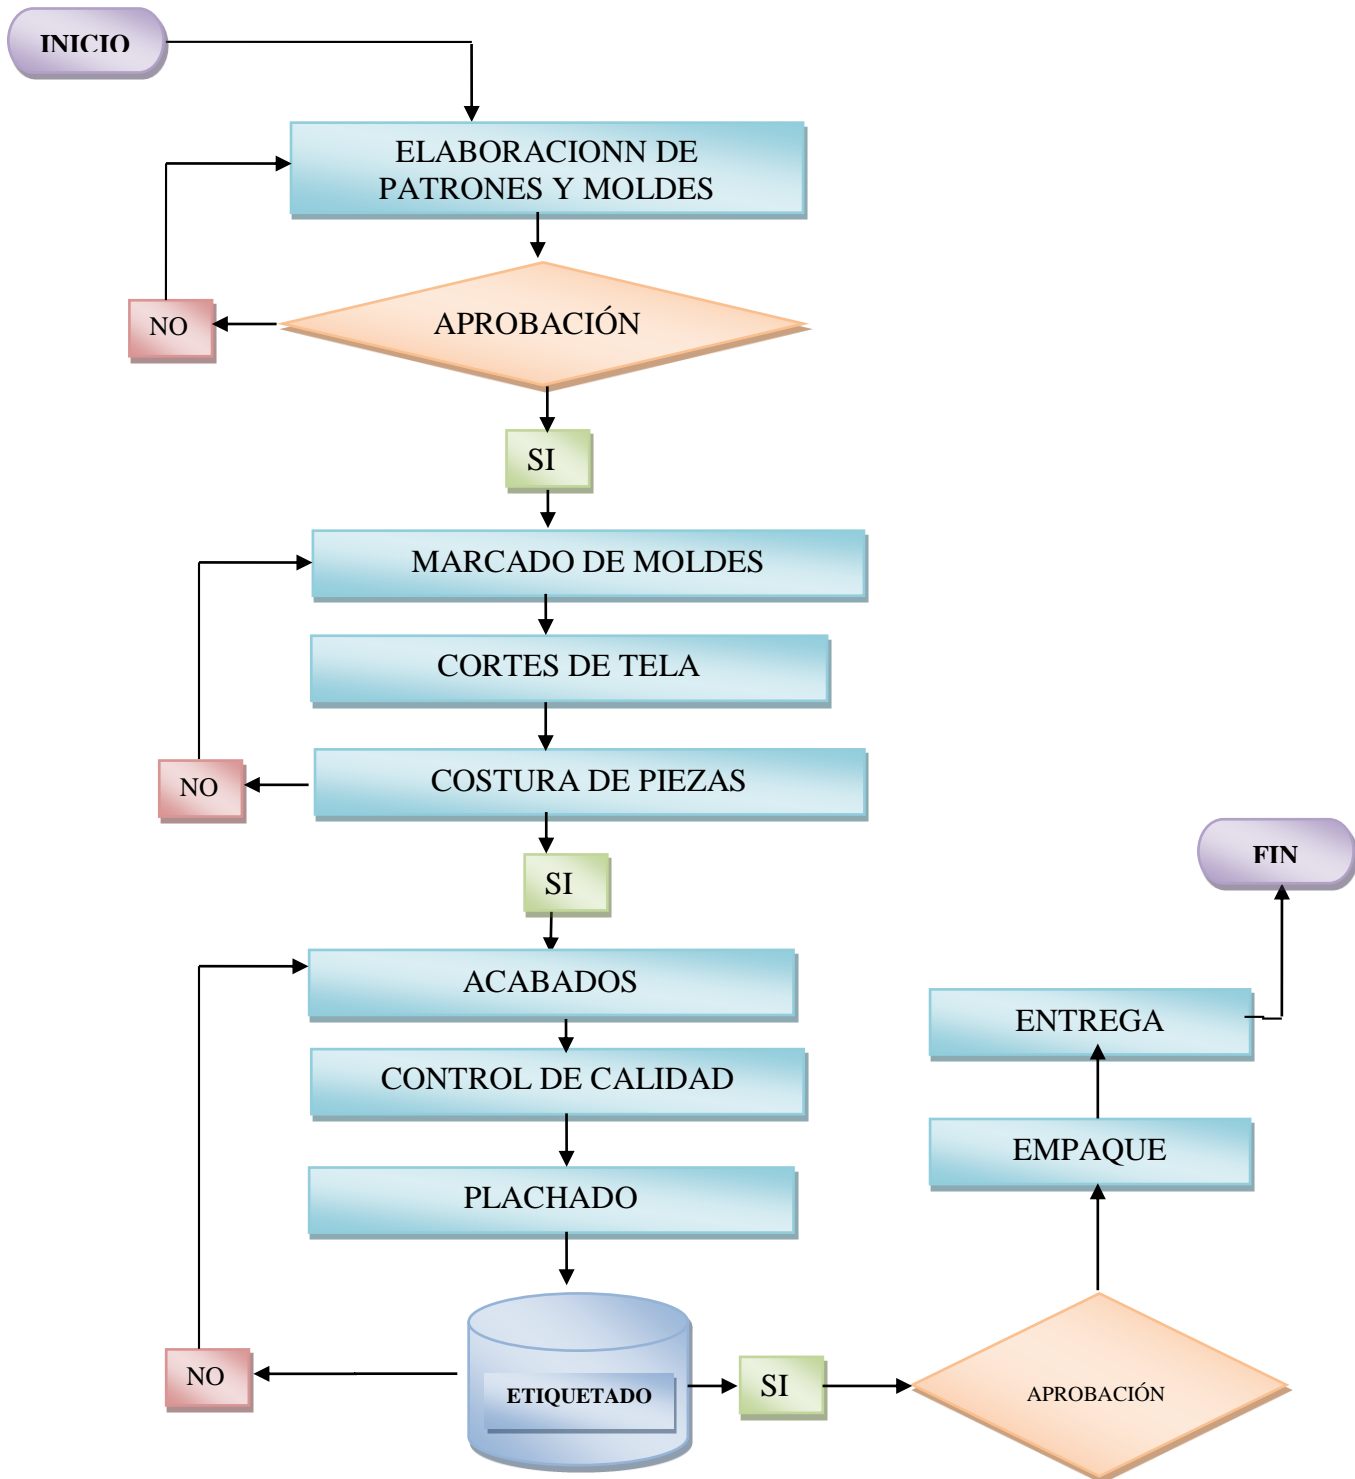 INICIO
ELABORACIONN DE
PATRONES Y MOLDES
APROBACIÓN
NO
SI
MARCADO DE MOLDES
CORTES DE TELA
COSTURA DE PIEZAS
NO
SI
ACABADOS
CONTROL DE CALIDAD
PLACHADO
ETIQUETADO
NO
SI
APROBACIÓN
EMPAQUE
ENTREGA
FIN